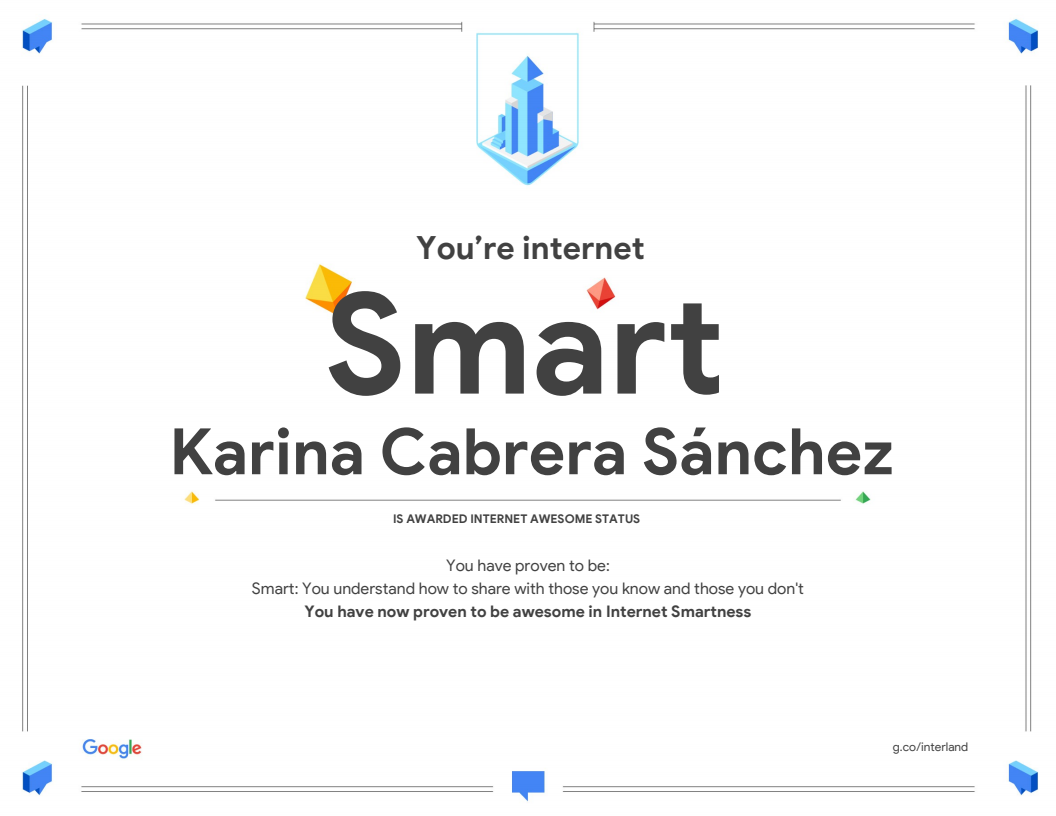 You’re internet
Smart
Karina Cabrera Sánchez
IS AWARDED INTERNET AWESOME STATUS
You have proven to be:
Smart: You understand how to share with those you know and those you don't
You have now proven to be awesome in Internet Smartness
Google
g.co/interland